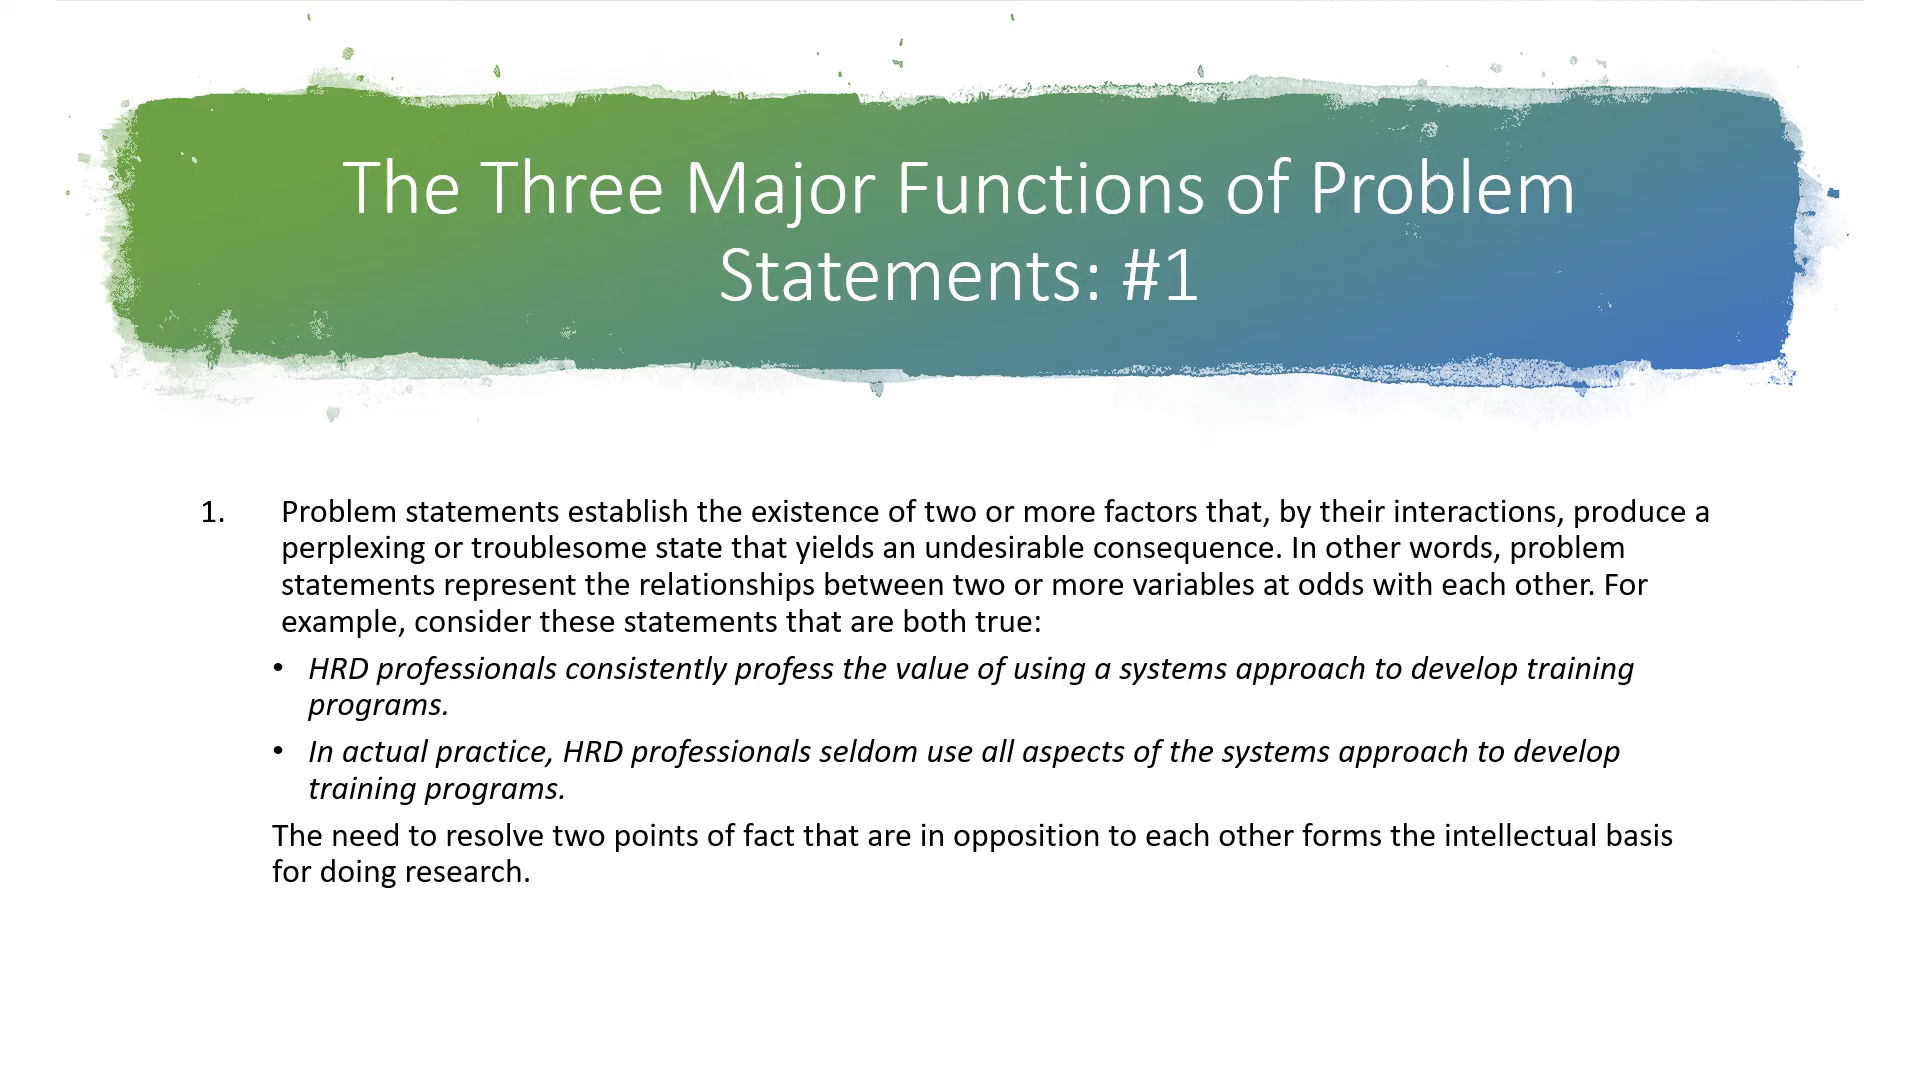 The Three Major Functions of Problem
Statements: #1
1. Problem statements establish the existence of two or more factors that, by their interactions, produce a
perplexing or troublesome state that yields an undesirable consequence. In other words, problem
statements represent the relationships between two or more variables at odds with each other. For
example, consider these statements that are both true:
• HRD professionals consistently profess the value of using a systems approach to develop training
programs.
• In actual practice, HRD professionals seldom use all aspects of the systems approach to develop
training programs.
The need to resolve two points of fact that are in opposition to each other forms the intellectual basis
for doing research.